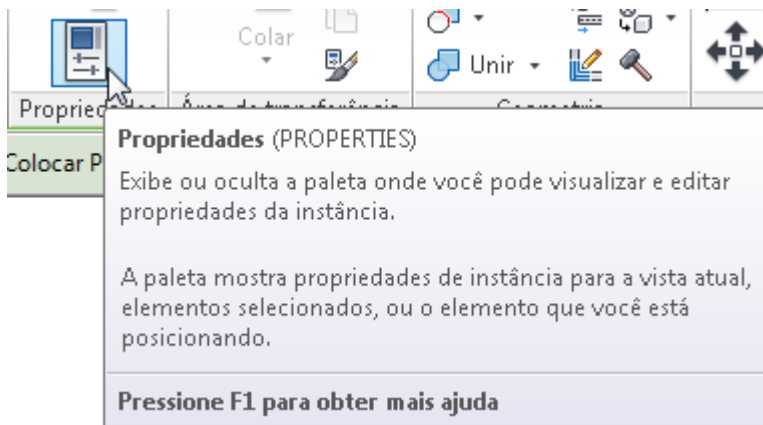 Colar
Unir
Propriedades (PROPERTIES)
Colocar P
Exibe ou oculta a paleta onde você pode visualizar e editar
propriedades da instância.
A paleta mostra propriedades de instância para a vista atual,
elementos selecionados, ou o elemento que você está
posicionando.
Pressione F1 para obter mais ajuda